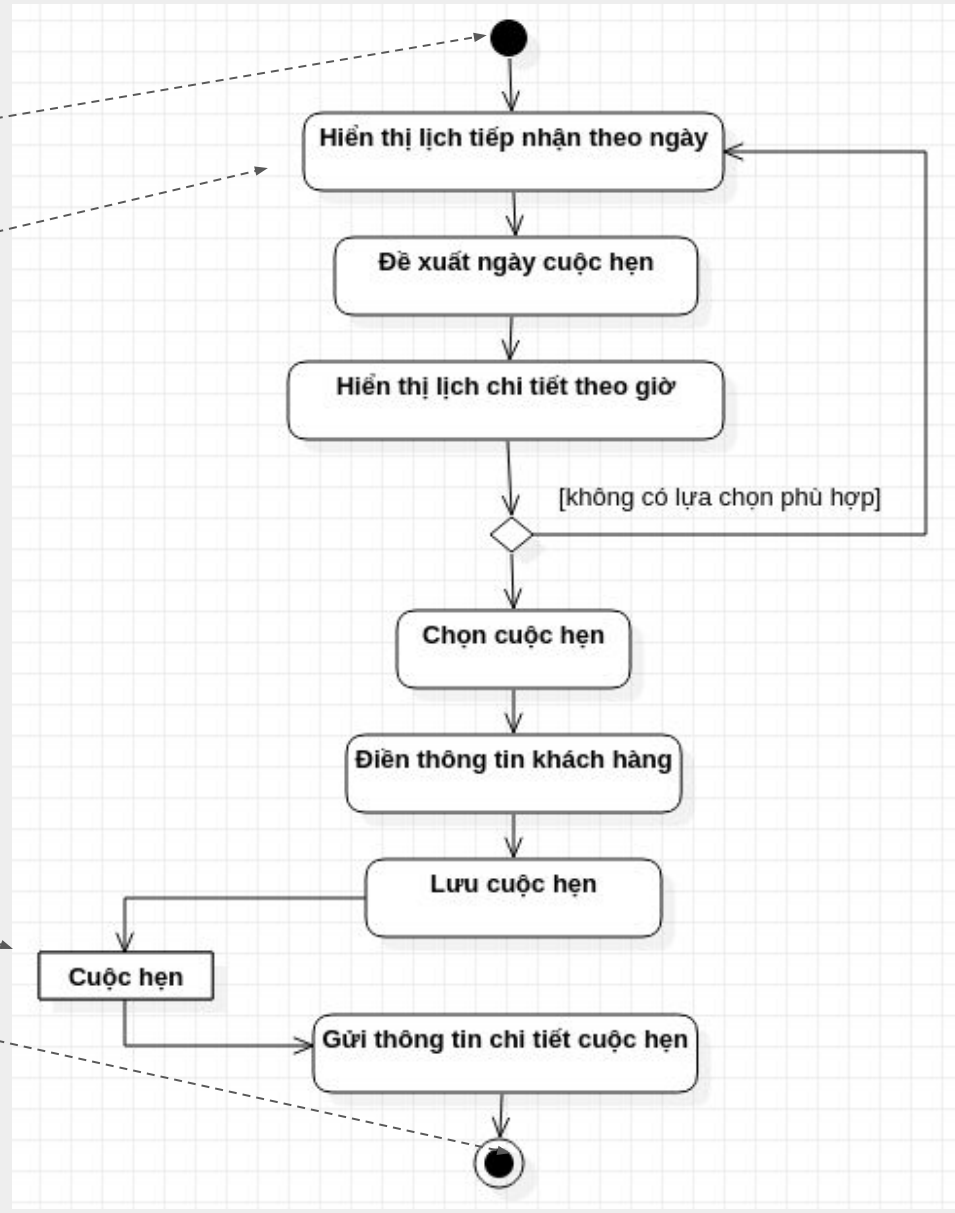 Hiển thị lịch tiếp nhận theo ngày
Đề xuất ngày cuộc hẹn
Hiển thị lịch chi tiết theo giờ
[không có lựa chọn phù hợp]
Chọn cuộc hẹn
Điền thông tin khách hàng
Lưu cuộc hẹn
Cuộc hẹn
Gửi thông tin chi tiết cuộc hẹn